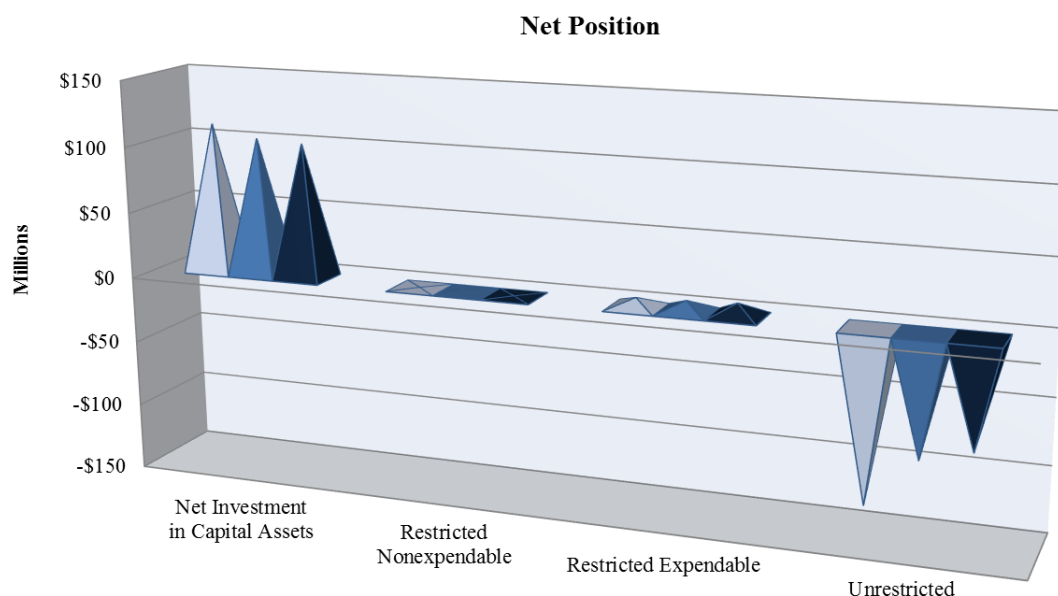 Net Position
Millions
$150
$100
$50
$0
-$50
-$100
-$150
Net Investment
in Capital Assets
Restricted
Nonexpendable
Restricted Expendable
Unrestricted